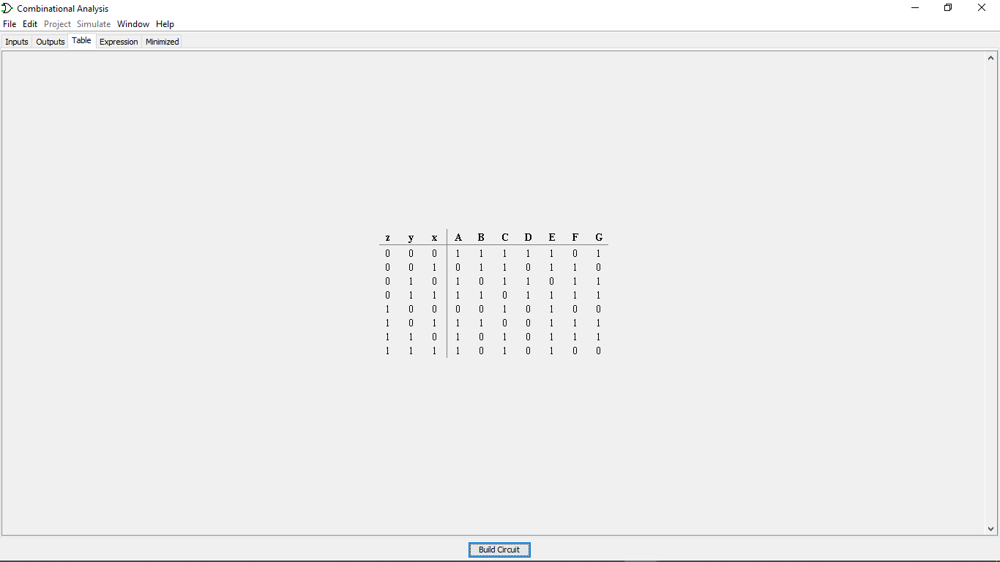 Combinational Analysis
File Edit Project Simulate Window Help
Inputs Outputs Table Expression Minimized
z y x A B C D E F G
0 0 0 1 1 1 1 1 0 1
0 0 1 0 1 1 0 1 1 0
0 1 0 1 0 1 1 0 1 1
0 1 1 1 1 0 1 1 1 1
1 0 0 0 0 1 0 1 0 0
1 0 1 1 1 0 0 1 1 1
1 1 0 1 0 1 0 1 1 1
1 1 1 1 0 1 0 1 0 0
Build Circuit